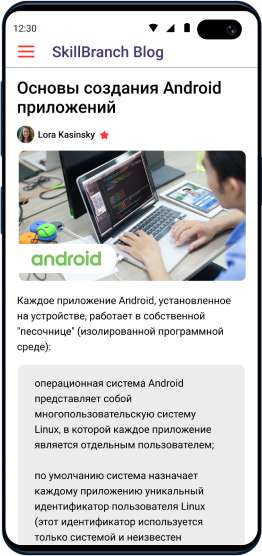 12:30
SkillBranch Blog
Основы создания Android
приложений
Lora Kasinsky
android
Каждое приложение Android, установленное
на устройстве, работает в собственной
"песочнице" (изолированной программной
среде):
операционная система Android
представляет собой
многопользовательскую систему
Linux, в которой каждое приложение
является отдельным пользователем;
по умолчанию система назначает
каждому приложению уникальный
идентификатор пользователя Linux
(этот идентификатор используется
только системой и неизвестен